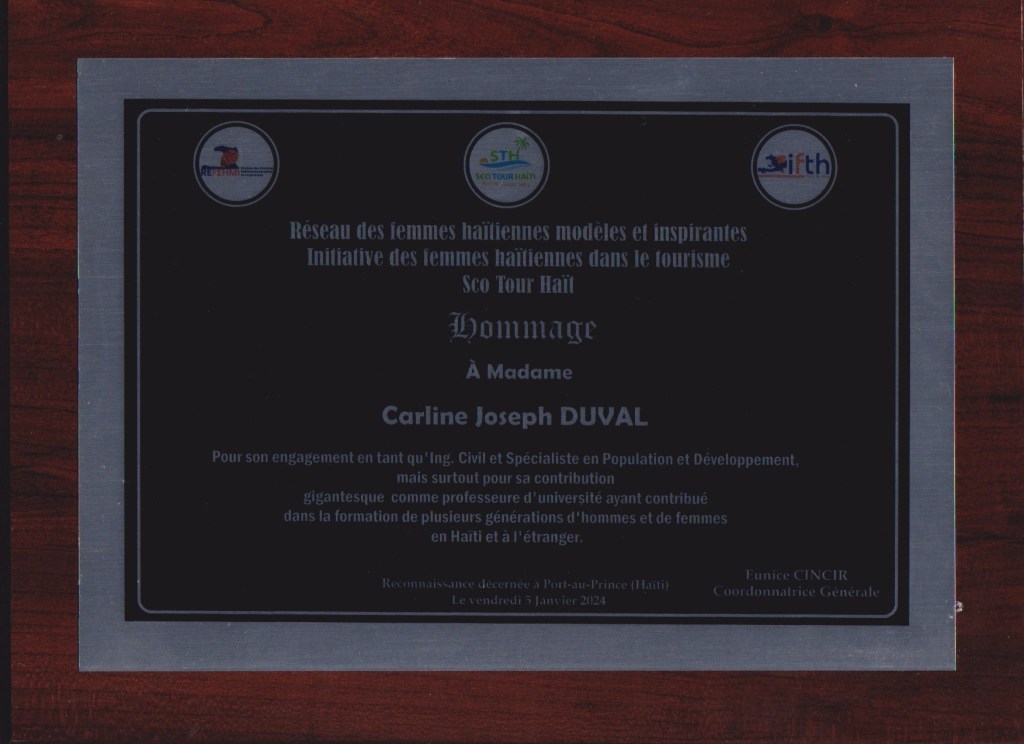 REFEHMI
STH
SCO TOUR HAÏTI
ifth
Réseau des femmes haïtiennes modèles et inspirantes
Initiative des femmes haïtiennes dans le tourisme
Sco Tour Haït
Hommage
À Madame
Carline Joseph DUVAL
Pour son engagement en tant qu'Ing. Civil et Spécialiste en Population et Développement,
mais surtout pour sa contribution
gigantesque comme professeure d'université ayant contribué
dans la formation de plusieurs générations d'hommes et de femmes
en Haïti et à l'étranger.
Reconnaissance décernée à Port-au-Prince (Haïti)
Le vendredi 5 Janvier 2024
Eunice CINCIR
Coordonnatrice Générale